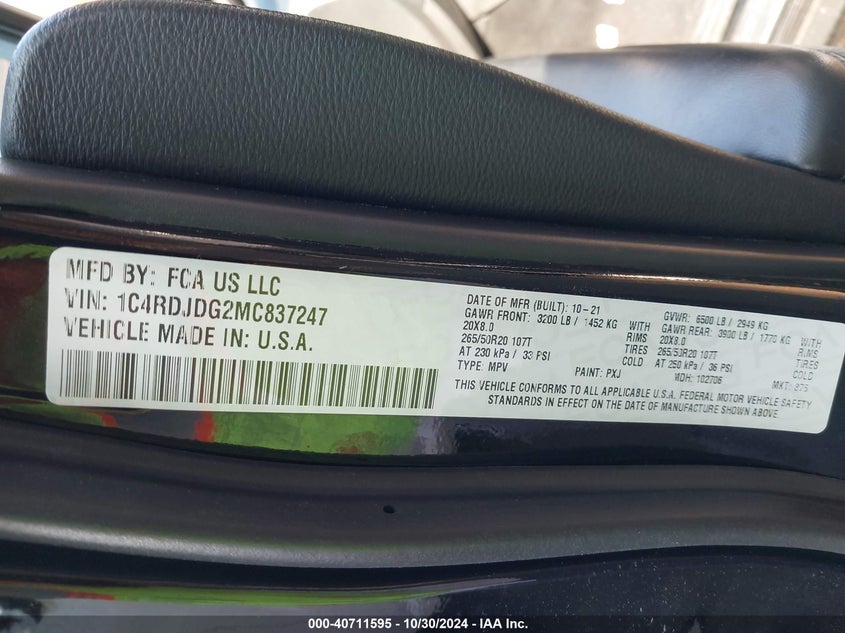 MFD BY: FCA US LLC
VIN: 1C4RDJDG2MC837247
VEHICLE MADE IN: U.S.A.
DATE OF MFR (BUILT): 10-21 GVWR: 6500 LB / 2949 KG
GAWR FRONT: 3200 LB / 1452 KG WITH GAWR REAR: 3900 LB / 1770 KG WITH
20X8.0 RIMS 20X8.0 RIMS
265/50R20 107T TIRES 265/50R20 107T TIRES
AT 230 kPa / 33 PSI COLD AT 250 kPa / 36 PSI COLD
TYPE: MPV PAINT: PXJ MDH: 102706 MKT:
THIS VEHICLE CONFORMS TO ALL APPLICABLE U.S.A. FEDERAL MOTOR VEHICLE SAFETY
STANDARDS IN EFFECT ON THE DATE OF MANUFACTURE SHOWN ABOVE.
000-40711595 - 10/30/2024 - IAA Inc.